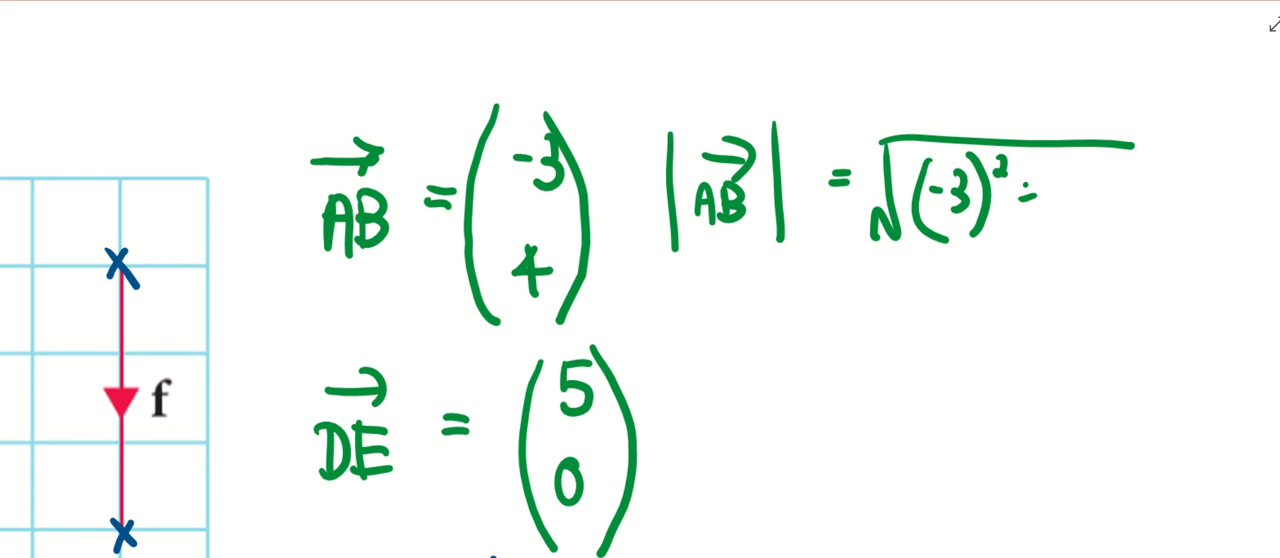 AB = (-3 4) |AB| = √(-3)² ÷
f
DE = (5 0)